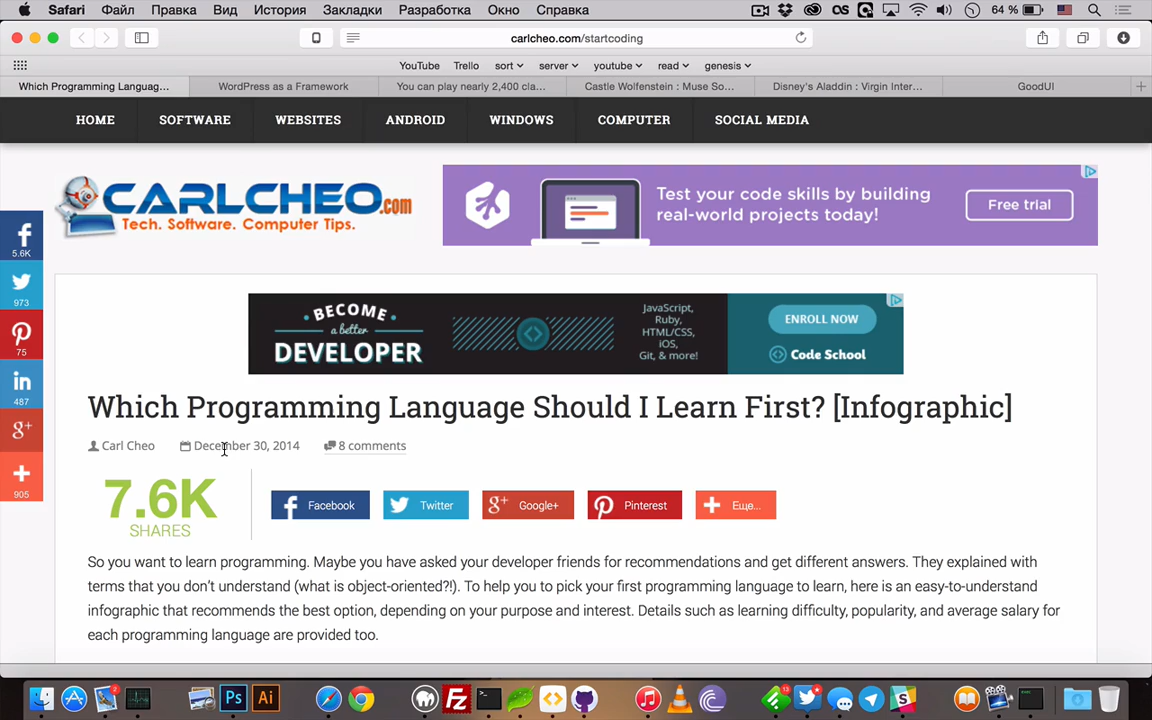 Safari Файл Правка Вид История Закладки Разработка Окно Справка 64 %
carlcheo.com/startcoding
YouTube Trello sort server youtube read genesis
Which Programming Languag... WordPress as a Framework You can play nearly 2,400 cla... Castle Wolfenstein : Muse So... Disney's Aladdin : Virgin Inter... GoodUI
HOME SOFTWARE WEBSITES ANDROID WINDOWS COMPUTER SOCIAL MEDIA
CARLCHEO.com
Tech. Software. Computer Tips.
Test your code skills by building
real-world projects today!
Free trial
5.6K
973
75
487
g+
905
BECOME
a better
DEVELOPER
JavaScript,
Ruby,
HTML/CSS,
iOS,
Git, & more!
ENROLL NOW
Code School
Which Programming Language Should I Learn First? [Infographic]
Carl Cheo December 30, 2014 8 comments
7.6K
SHARES
Facebook Twitter Google+ Pinterest Еще...
So you want to learn programming. Maybe you have asked your developer friends for recommendations and get different answers. They explained with
terms that you don't understand (what is object-oriented?!). To help you to pick your first programming language to learn, here is an easy-to-understand
infographic that recommends the best option, depending on your purpose and interest. Details such as learning difficulty, popularity, and average salary for
each programming language are provided too.
Ps Ai Fz